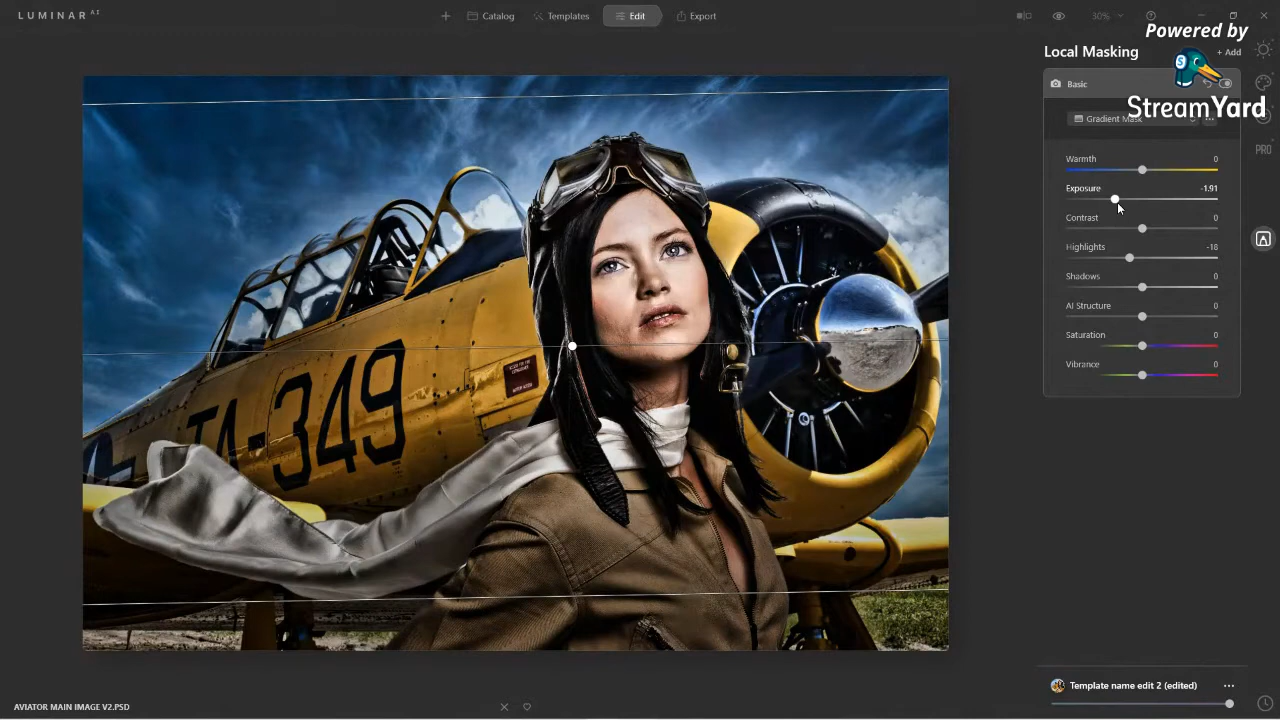 LUMINAR AI
Catalog
Templates
Edit
Export
30%
Powered by
StreamYard
Local Masking
+ Add
Basic
Gradient Mask
Warmth 0
Exposure -1.91
Contrast 0
Highlights -18
Shadows 0
AI Structure 0
Saturation 0
Vibrance 0
PRO
TA-349
Template name edit 2 (edited)
AVIATOR MAIN IMAGE V2.PSD